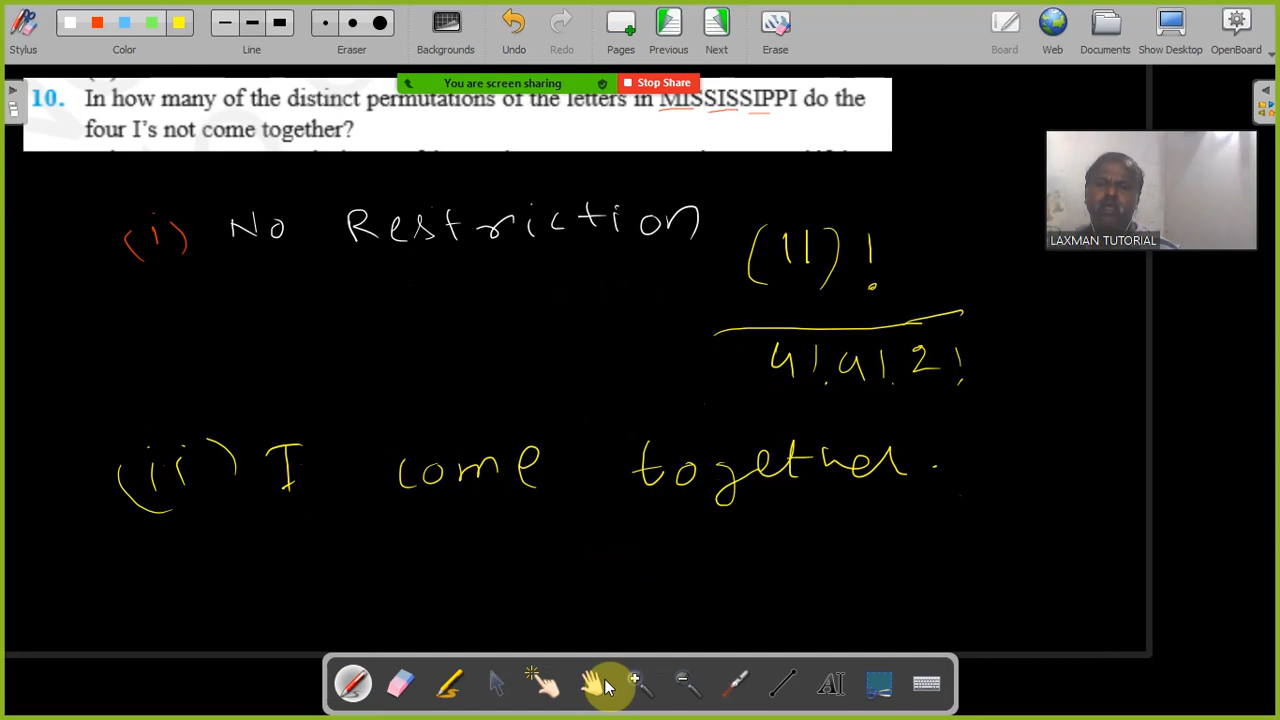 Stylus Color Line Eraser Backgrounds Undo Redo Pages Previous Next Erase Board Web Documents Show Desktop OpenBoard
You are screen sharing Stop Share
10. In how many of the distinct permutations of the letters in MISSISSIPPI do the
four I's not come together?
LAXMAN TUTORIAL
(i) No Restriction (11)!
4! 4! 2!
(ii) I come together.
AI